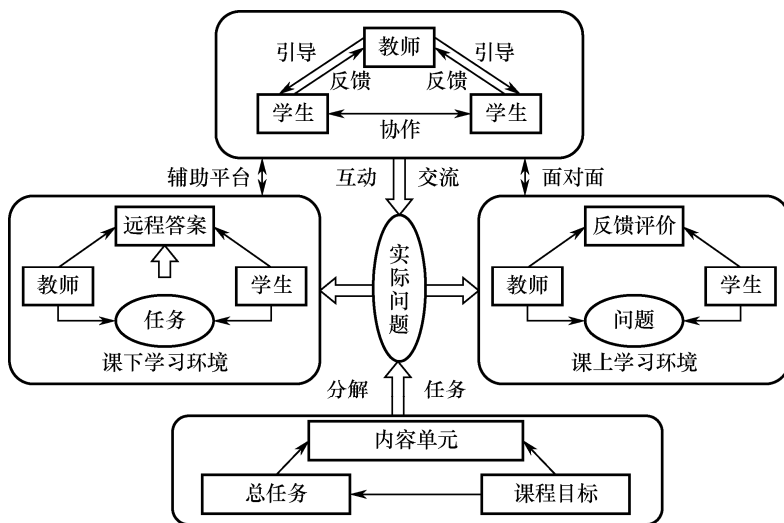 教师
引导
引导
反馈
反馈
学生
学生
协作
辅助平台
互动
交流
面对面
远程答案
教师
学生
任务
课下学习环境
实际问题
反馈评价
教师
学生
问题
课上学习环境
分解
任务
内容单元
总任务
课程目标